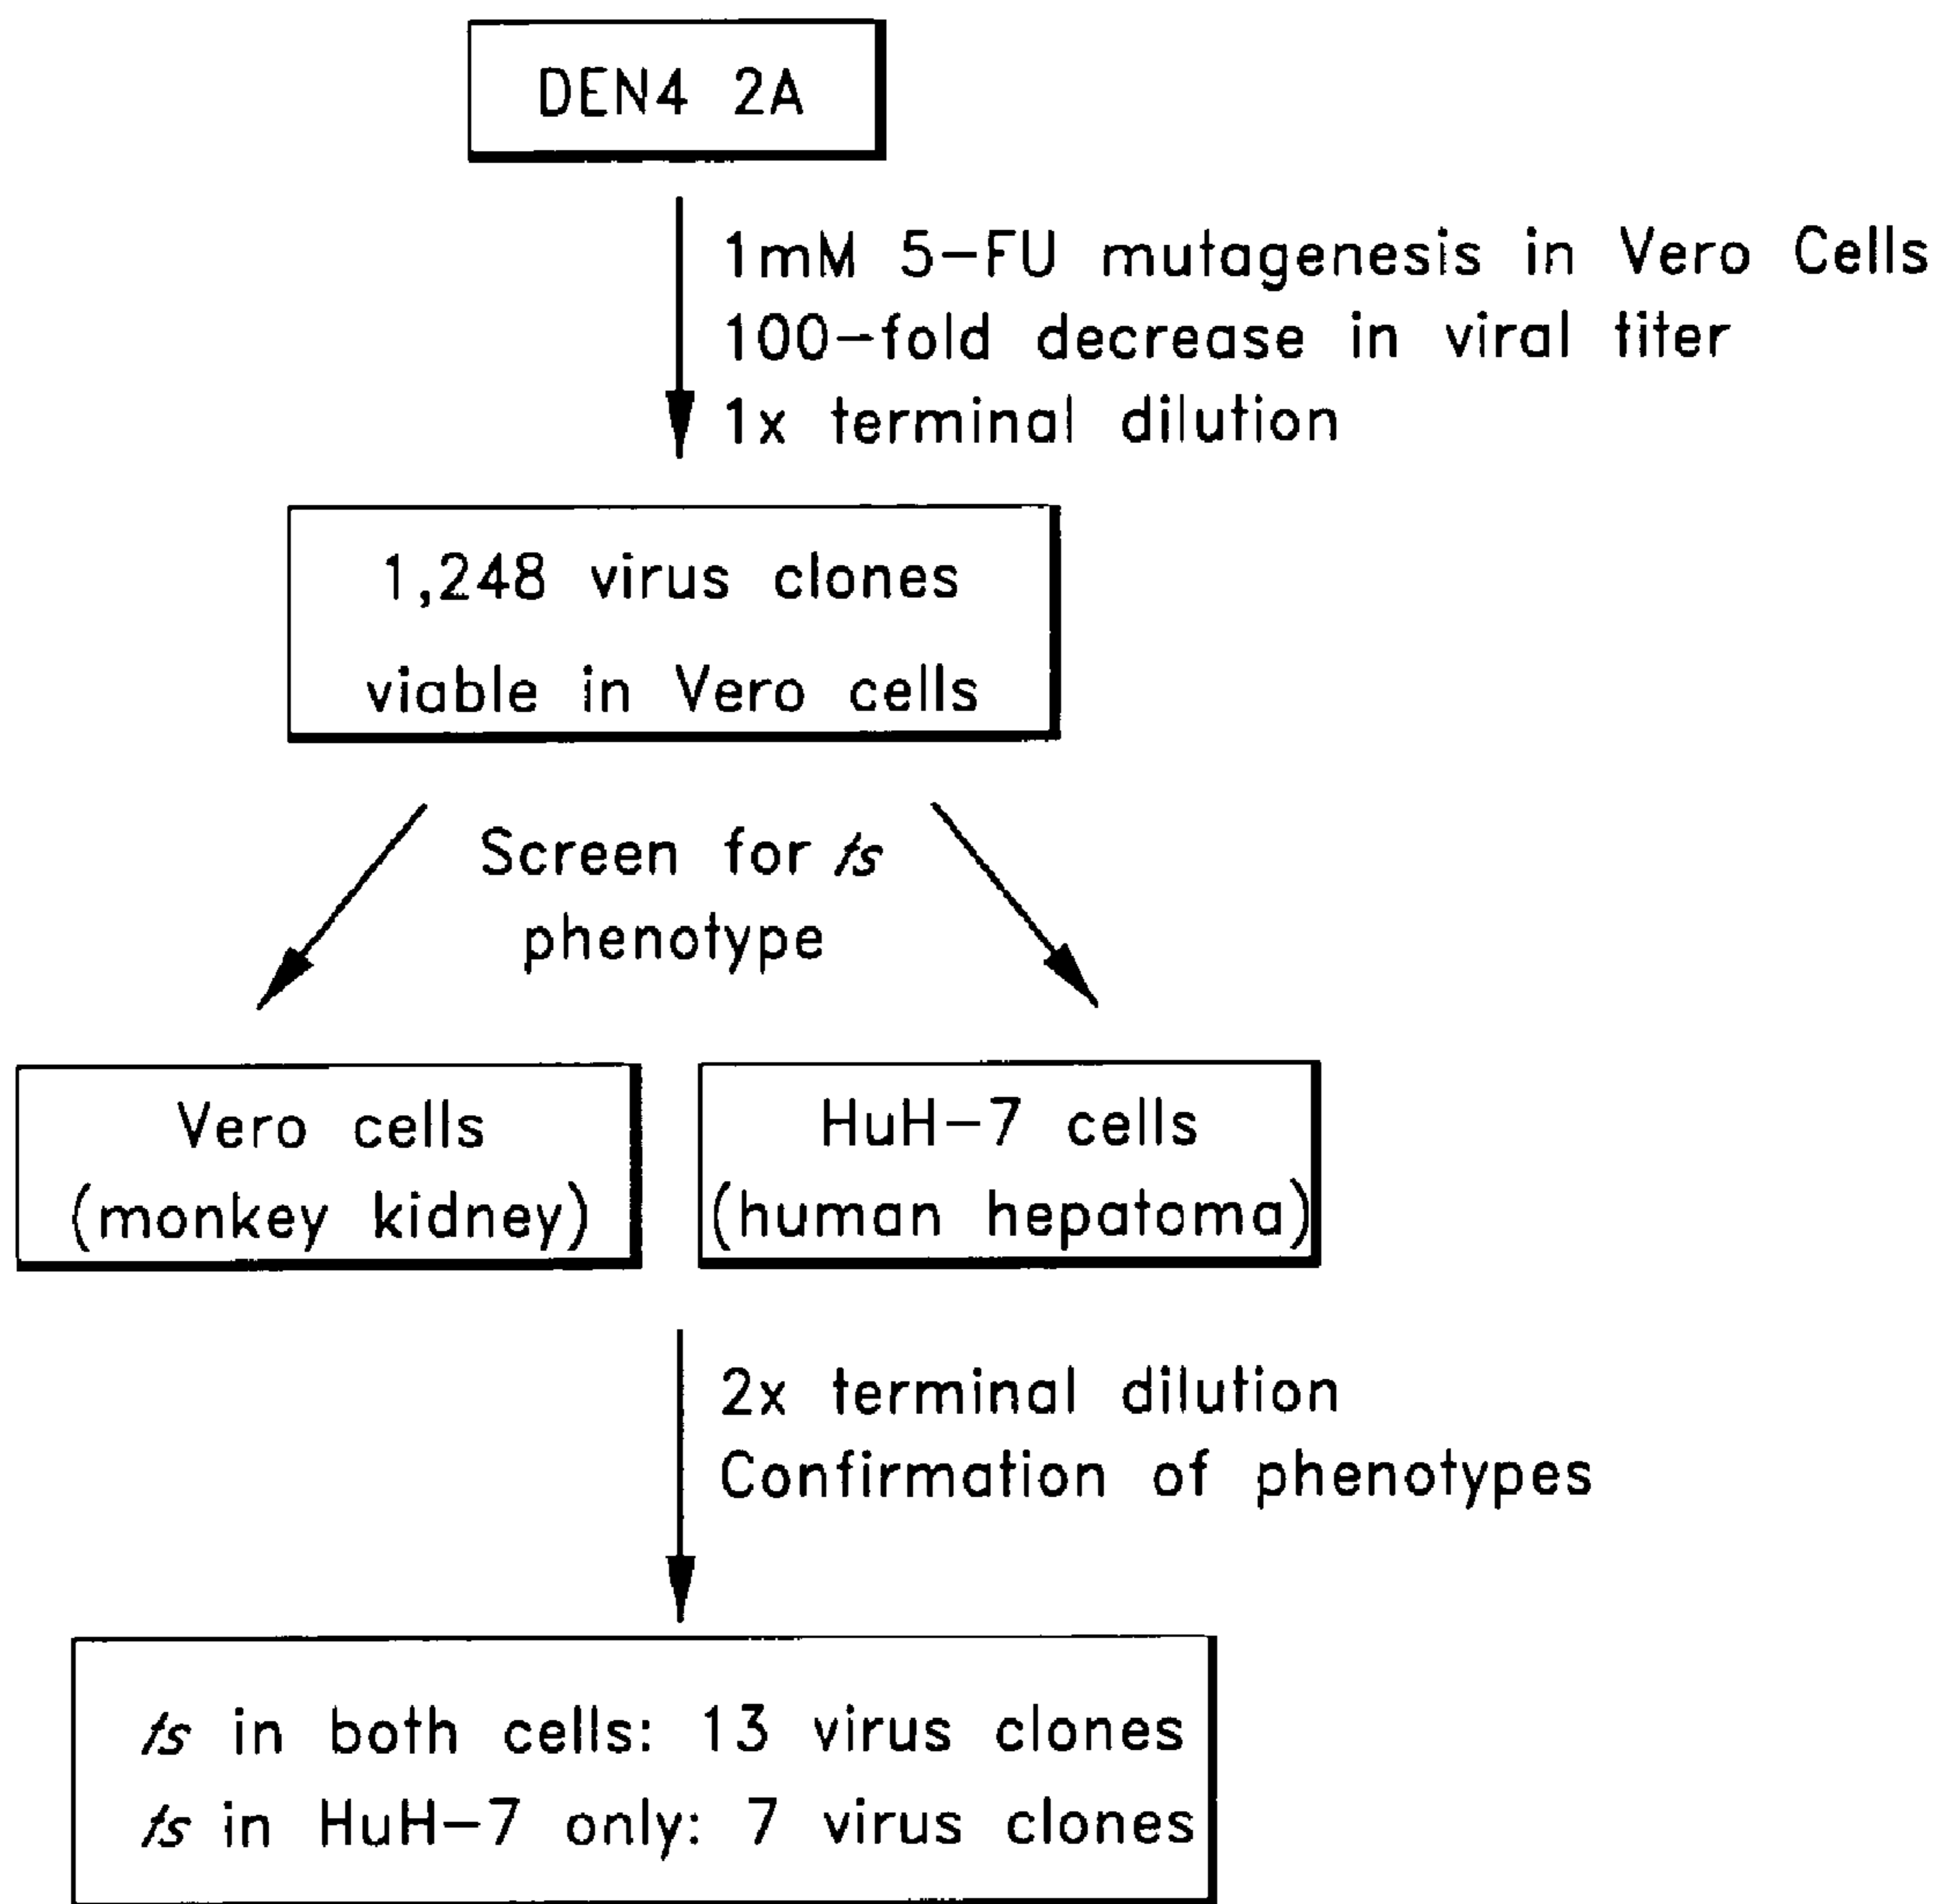 DEN4 2A
1mM 5-FU mutagenesis in Vero Cells
100-fold decrease in viral titer
1x terminal dilution
1,248 virus clones
viable in Vero cells
Screen for ts
phenotype
Vero cells
(monkey kidney)
HuH-7 cells
(human hepatoma)
2x terminal dilution
Confirmation of phenotypes
ts in both cells: 13 virus clones
ts in HuH-7 only: 7 virus clones